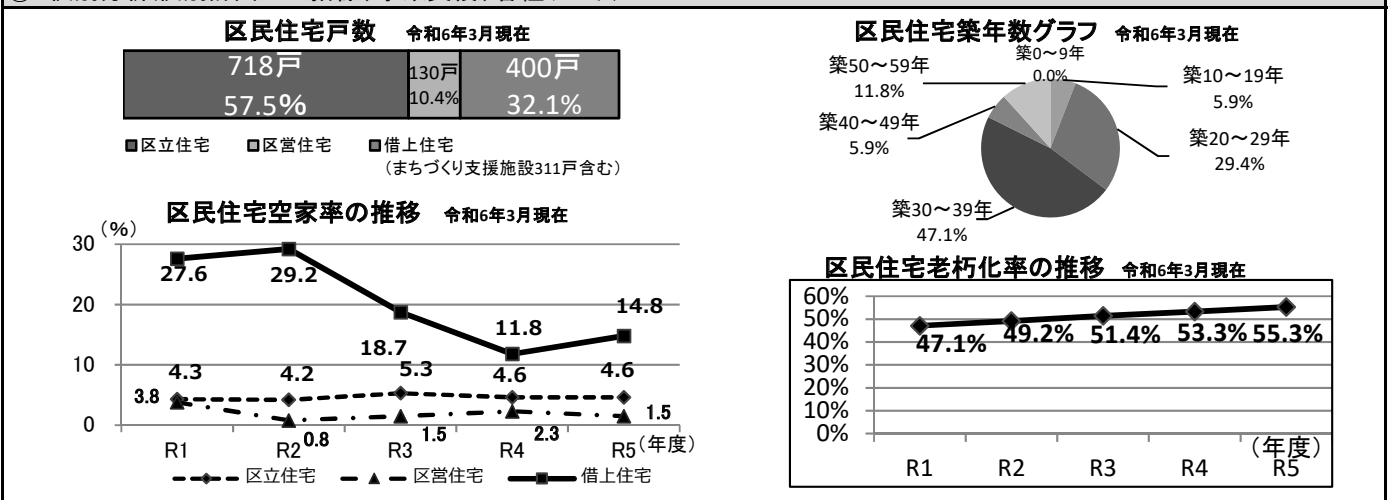 区民住宅戸数 令和6年3月現在
718戸 130戸 400戸
57.5% 10.4% 32.1%
■区立住宅 ■区営住宅 ■借上住宅
（まちづくり支援施設311戸含む）
区民住宅築年数グラフ 令和6年3月現在
築0～9年
0.0%
築10～19年
5.9%
築20～29年
29.4%
築30～39年
47.1%
築40～49年
5.9%
築50～59年
11.8%
区民住宅空家率の推移 令和6年3月現在
（%）
30
20
10
0
27.6 29.2 18.7 11.8 14.8
4.3 4.2 5.3 4.6 4.6
3.8 0.8 1.5 2.3 1.5
R1 R2 R3 R4 R5（年度）
区立住宅 区営住宅 借上住宅
区民住宅老朽化率の推移 令和6年3月現在
60%
50%
40%
30%
20%
10%
0%
47.1% 49.2% 51.4% 53.3% 55.3%
（年度）
R1 R2 R3 R4 R5